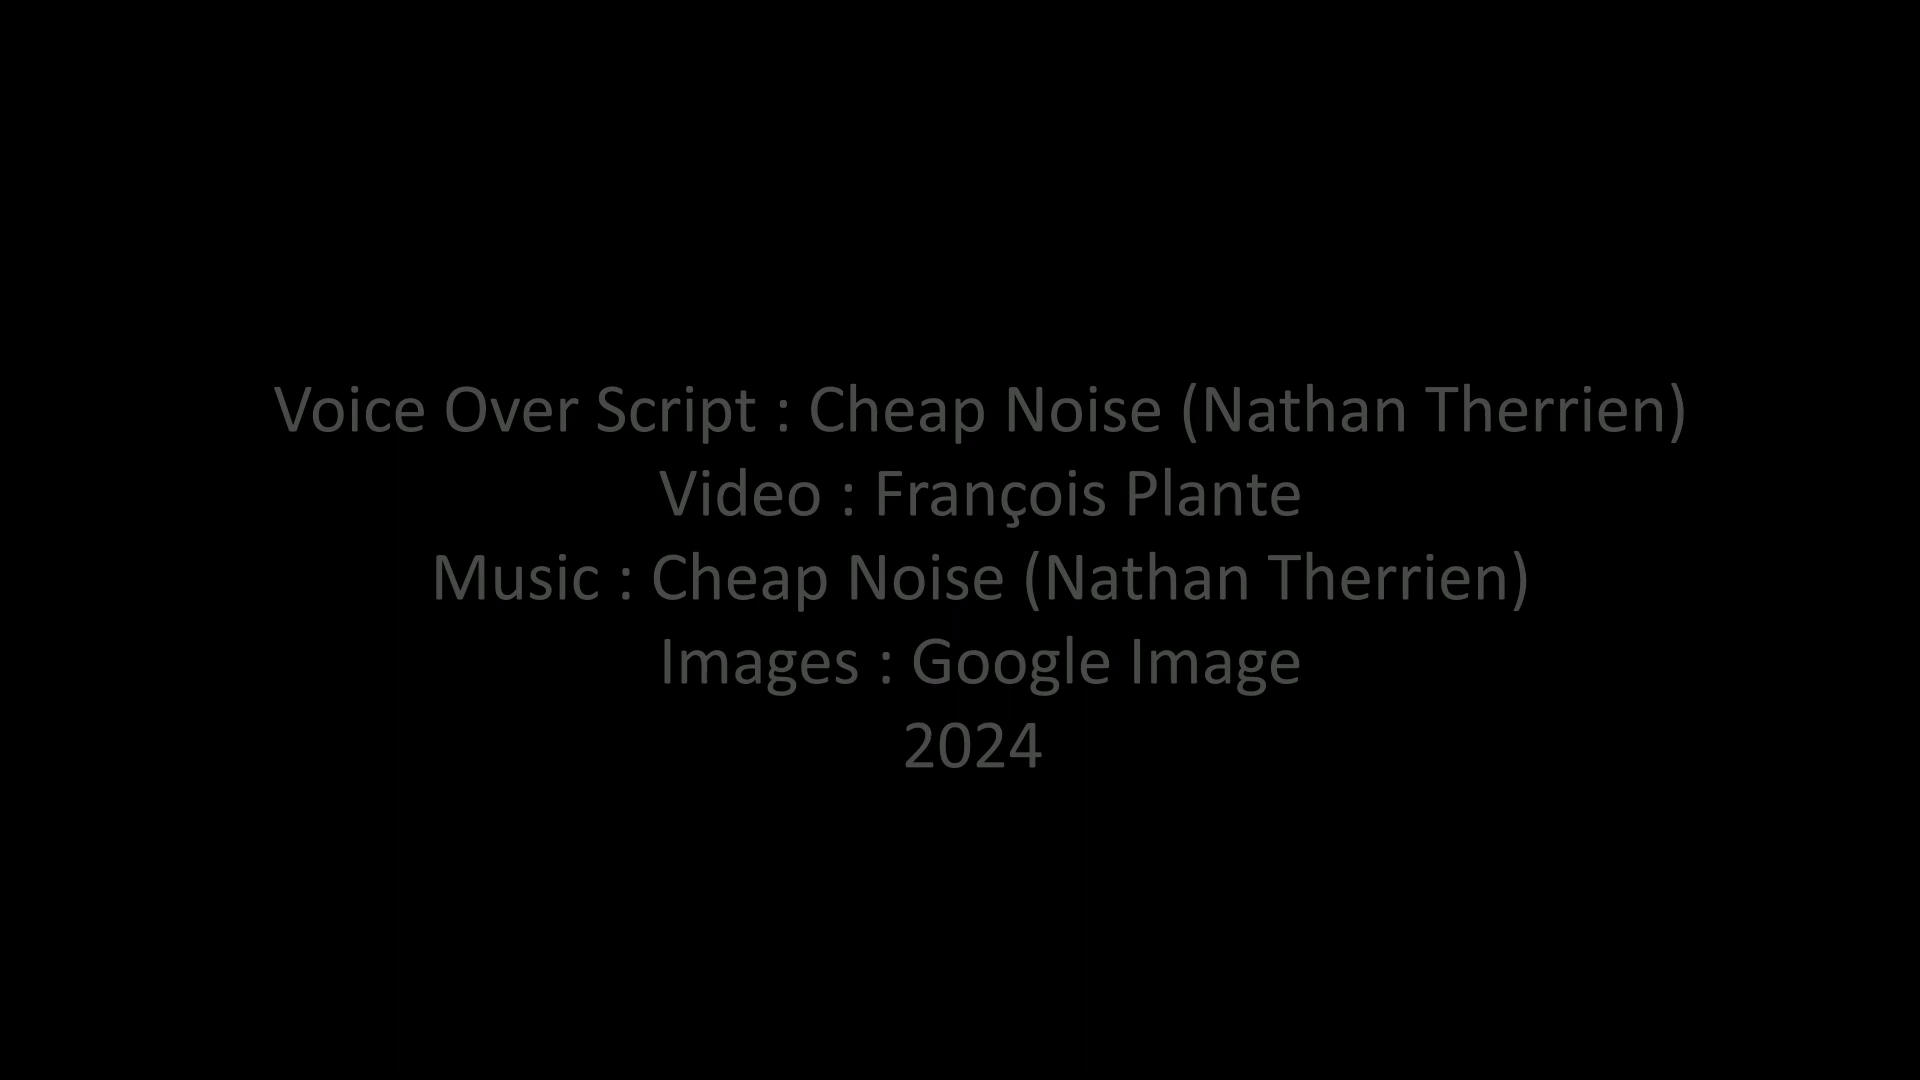 Voice Over Script : Cheap Noise (Nathan Therrien)
Video : François Plante
Music : Cheap Noise (Nathan Therrien)
Images : Google Image
2024